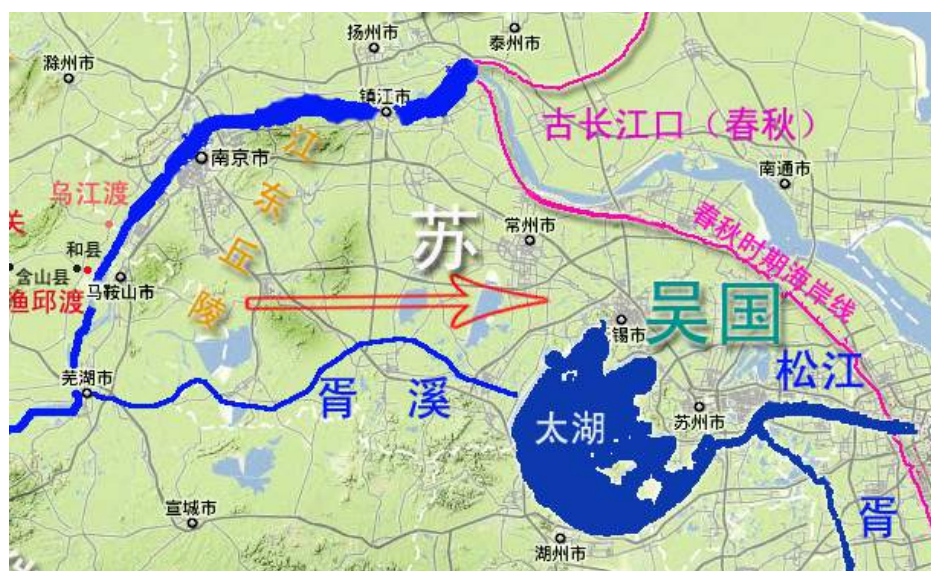 扬州市
泰州市
滁州市
镇江市
古长江口（春秋）
南京市
江东丘陵
南通市
乌江渡
苏
常州市
春秋时期海岸线
关
和县
含山县
马鞍山市
渔邱渡
吴国
锡市
松江
芜湖市
胥溪
太湖
苏州市
宣城市
胥
湖州市